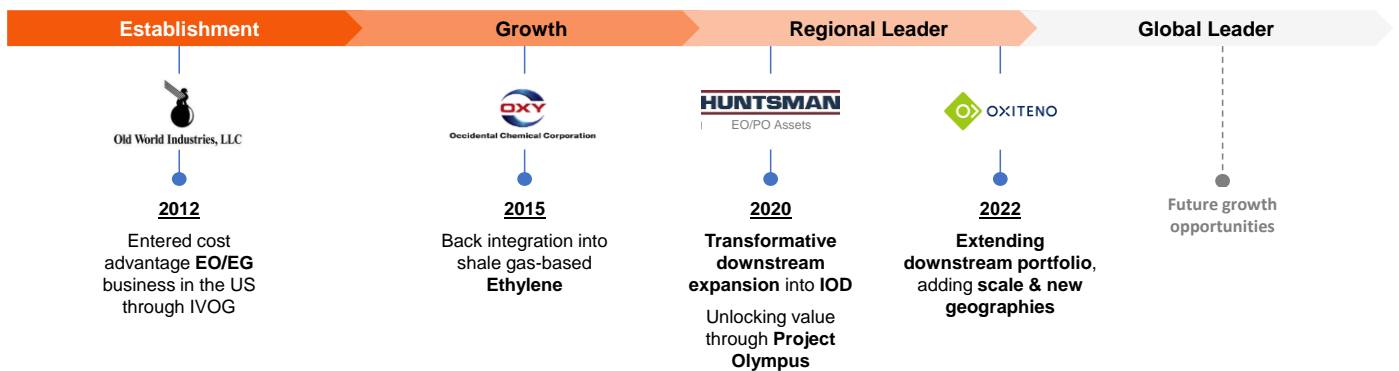 Establishment
Growth
Regional Leader
Global Leader
Old World Industries, LLC
OXY
Occidental Chemical Corporation
HUNTSMAN
EO/PO Assets
OXITENO
2012
Entered cost
advantage EO/EG
business in the US
through IVOG
2015
Back integration into
shale gas-based
Ethylene
2020
Transformative
downstream
expansion into IOD
Unlocking value
through Project
Olympus
2022
Extending
downstream portfolio,
adding scale & new
geographies
Future growth
opportunities